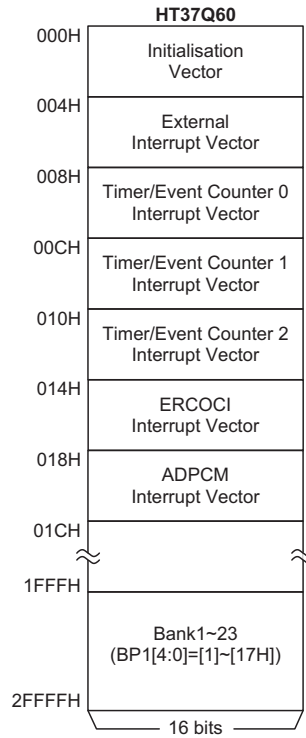 HT37Q60
000H
Initialisation
Vector
004H
External
Interrupt Vector
008H
Timer/Event Counter 0
Interrupt Vector
00CH
Timer/Event Counter 1
Interrupt Vector
010H
Timer/Event Counter 2
Interrupt Vector
014H
ERCOCI
Interrupt Vector
018H
ADPCM
Interrupt Vector
01CH
1FFFH
Bank1~23
(BP1[4:0]=[1]~[17H])
2FFFFH
16 bits